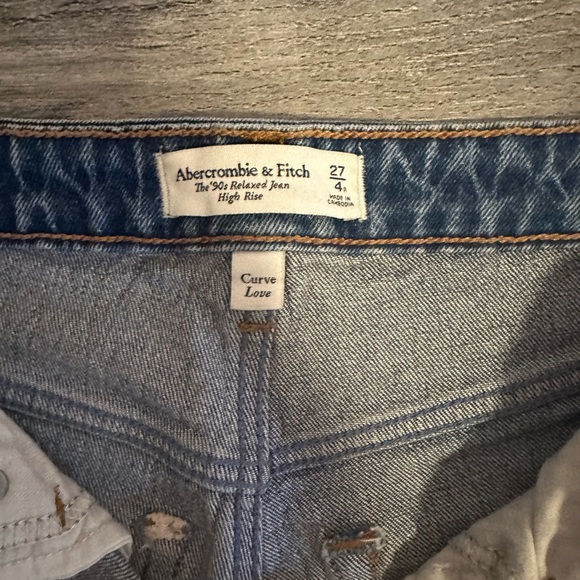 Abercrombie & Fitch
The '90s Relaxed Jean
High Rise
27
4R
MADE IN
CAMBODIA
Curve
Love